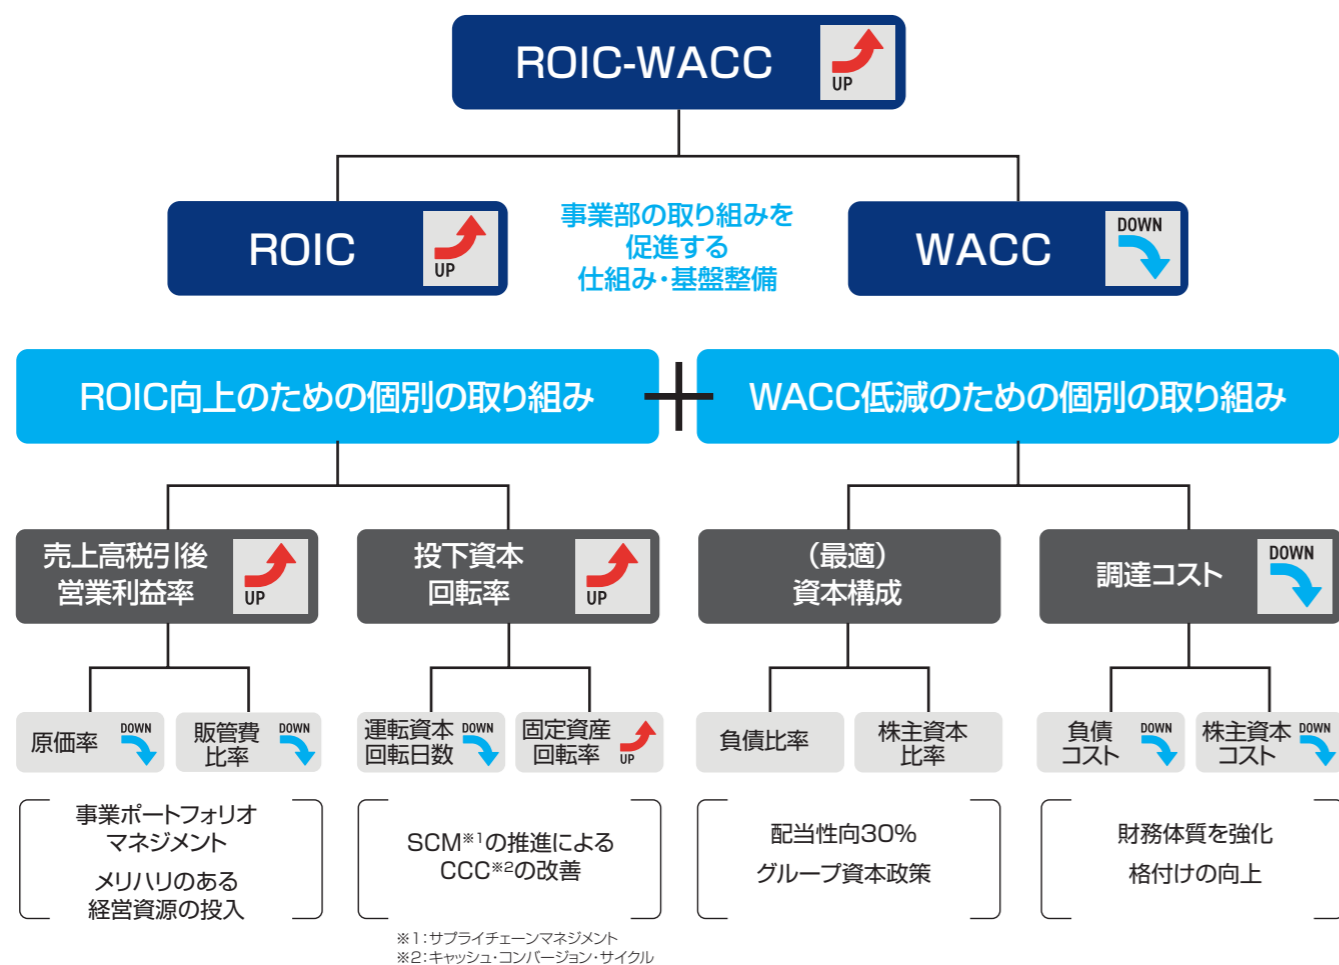 ROIC-WACC
UP
ROIC
UP
事業部の取り組みを
促進する
仕組み・基盤整備
WACC
DOWN
ROIC向上のための個別の取り組み
+
WACC低減のための個別の取り組み
売上高税引後
営業利益率
UP
投下資本
回転率
UP
（最適）
資本構成
調達コスト
DOWN
原価率
DOWN
販管費
比率
DOWN
運転資本
回転日数
DOWN
固定資産
回転率
UP
負債比率
株主資本
比率
負債
コスト
DOWN
株主資本
コスト
DOWN
事業ポートフォリオ
マネジメント
メリハリのある
経営資源の投入
SCM※1の推進による
CCC※2の改善
配当性向30%
グループ資本政策
財務体質を強化
格付けの向上
※1：サプライチェーンマネジメント
※2：キャッシュ・コンバージョン・サイクル